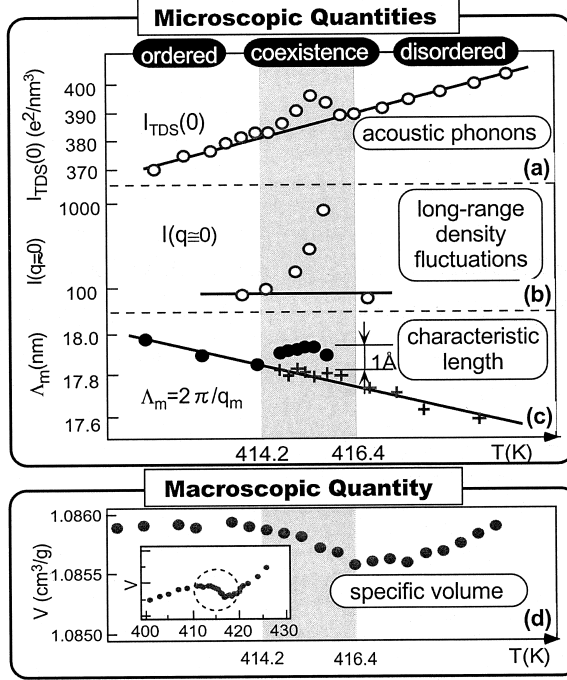 Microscopic Quantities
ordered coexistence disordered
I_TDS(0) (e²/nm³)
400
390
380
370
I_TDS(0)
acoustic phonons
(a)
I(q≅0)
1000
100
I(q≅0)
long-range
density
fluctuations
(b)
Λ_m(nm)
18.0
17.8
17.6
characteristic
length
1Å
Λ_m=2π/q_m
(c)
414.2 416.4 T(K)
Macroscopic Quantity
V (cm³/g)
1.0860
1.0855
1.0850
V
400 410 420 430
specific volume
(d)
414.2 416.4 T(K)